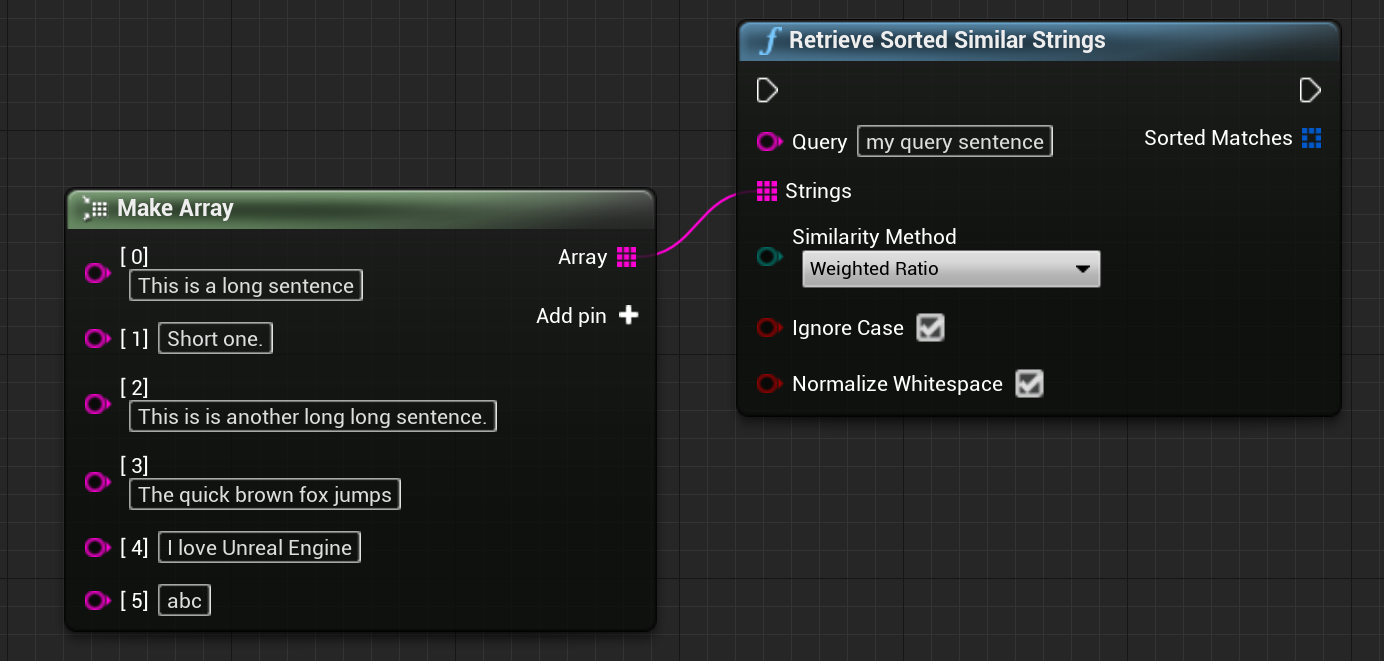 Make Array
[ 0]
This is a long sentence
[ 1] Short one.
[ 2]
This is is another long long sentence.
[ 3]
The quick brown fox jumps
[ 4] I love Unreal Engine
[ 5] abc
Array
Add pin
f Retrieve Sorted Similar Strings
Query my query sentence
Strings
Similarity Method
Weighted Ratio
Ignore Case
Normalize Whitespace
Sorted Matches